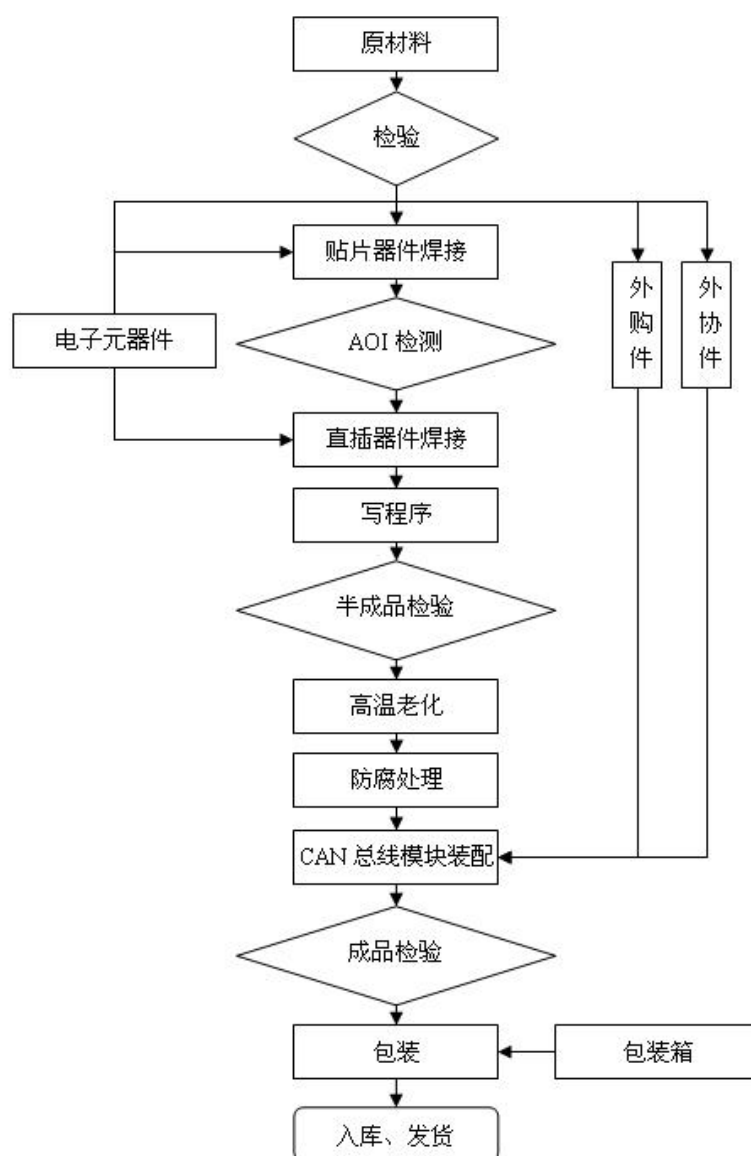 原材料
检验
贴片器件焊接
外购件
外协件
电子元器件
AOI 检测
直插器件焊接
写程序
半成品检验
高温老化
防腐处理
CAN 总线模块装配
成品检验
包装
包装箱
入库、发货